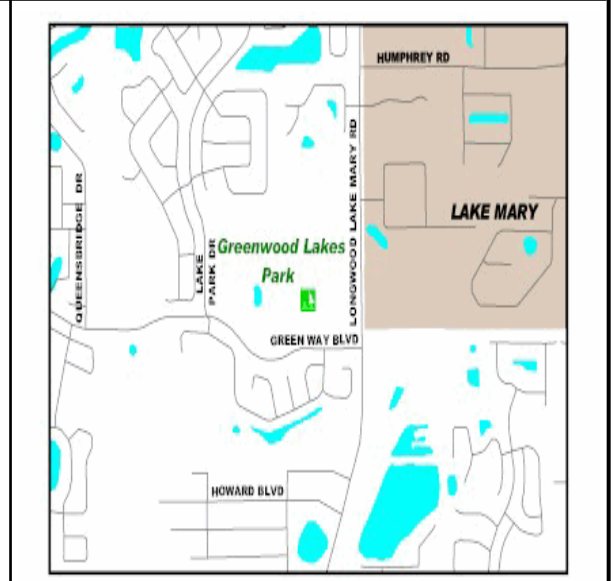 HUMPHREY RD
LONGWOOD LAKE MARY RD
QUEENSBRIDGE DR
LAKE MARY
LAKE
PARK DR
Greenwood Lakes
Park
GREEN WAY BLVD
HOWARD BLVD